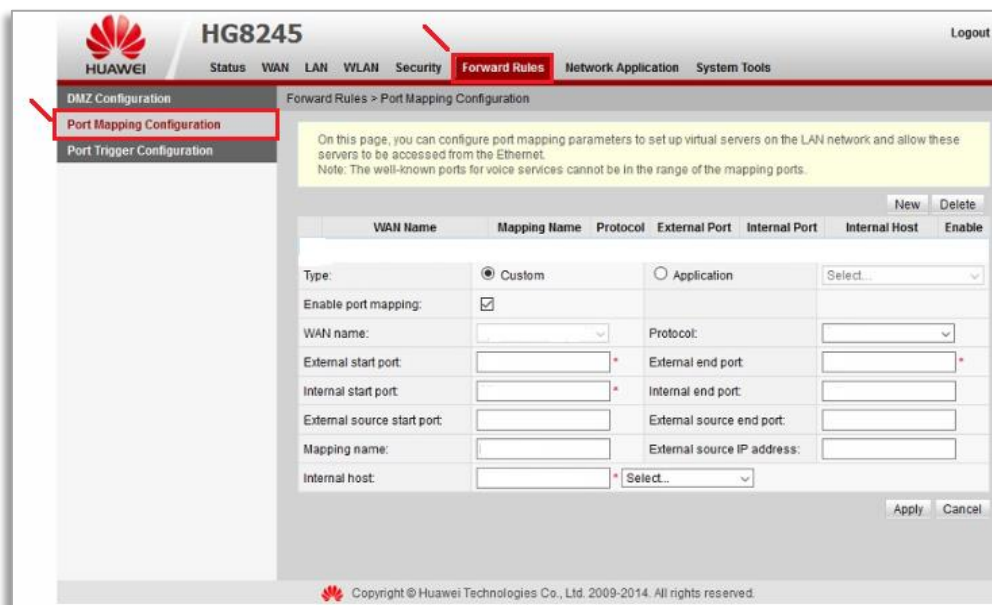 HUAWEI
HG8245
Logout
Status WAN LAN WLAN Security Forward Rules Network Application System Tools
DMZ Configuration
Port Mapping Configuration
Port Trigger Configuration
Forward Rules > Port Mapping Configuration
On this page, you can configure port mapping parameters to set up virtual servers on the LAN network and allow these
servers to be accessed from the Ethernet.
Note: The well-known ports for voice services cannot be in the range of the mapping ports.
New Delete
WAN Name Mapping Name Protocol External Port Internal Port Internal Host Enable
Type: Custom Application Select...
Enable port mapping:
WAN name: Protocol:
External start port: * External end port: *
Internal start port: * Internal end port:
External source start port: External source end port:
Mapping name: External source IP address:
Internal host: * Select...
Apply Cancel
Copyright © Huawei Technologies Co., Ltd. 2009-2014. All rights reserved.